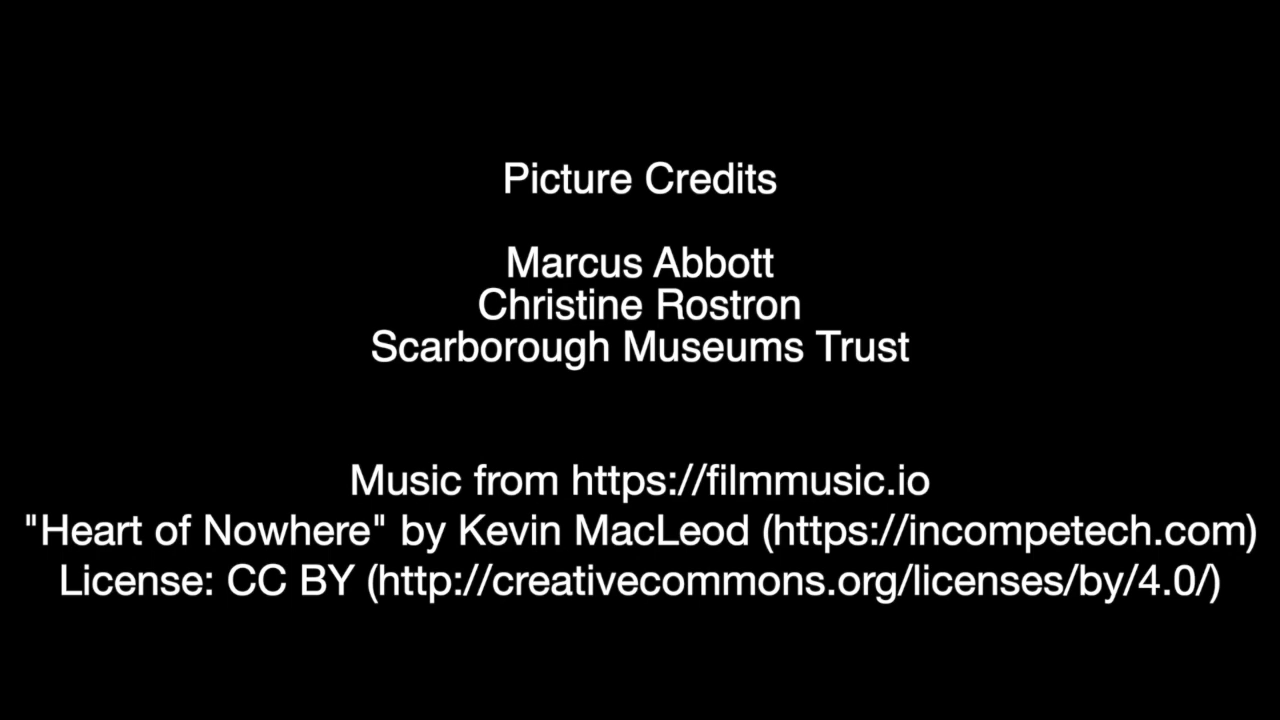 Picture Credits
Marcus Abbott
Christine Rostron
Scarborough Museums Trust
Music from https://filmmusic.io
"Heart of Nowhere" by Kevin MacLeod (https://incompetech.com)
License: CC BY (http://creativecommons.org/licenses/by/4.0/)